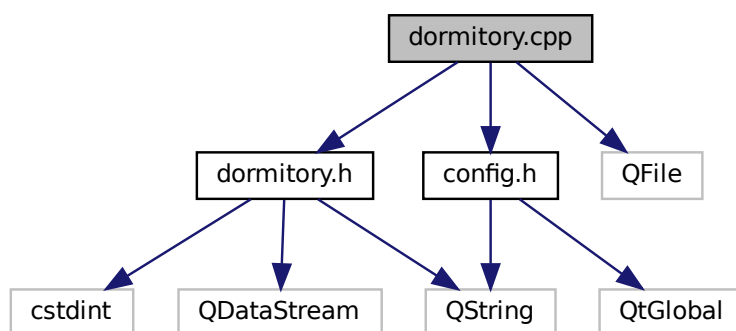 dormitory.cpp
dormitory.h
config.h
QFile
cstdint
QDataStream
QString
QtGlobal